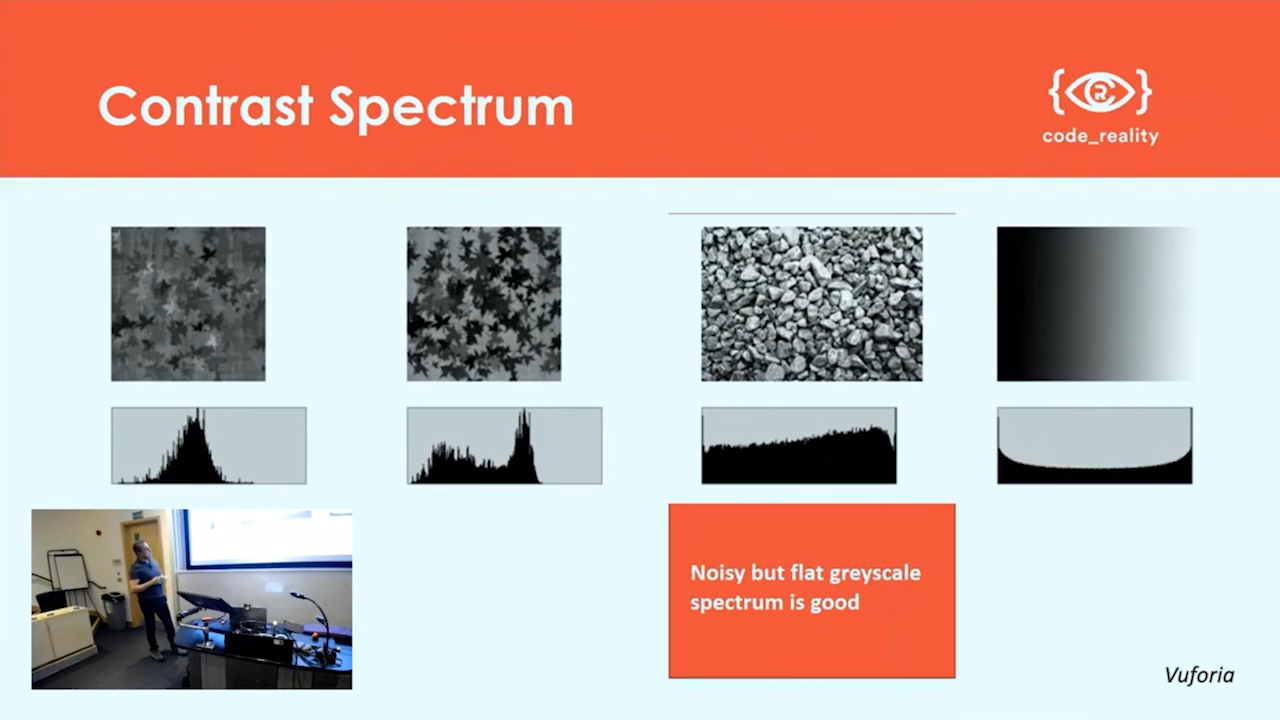 Contrast Spectrum
code_reality
Noisy but flat greyscale
spectrum is good
Vuforia